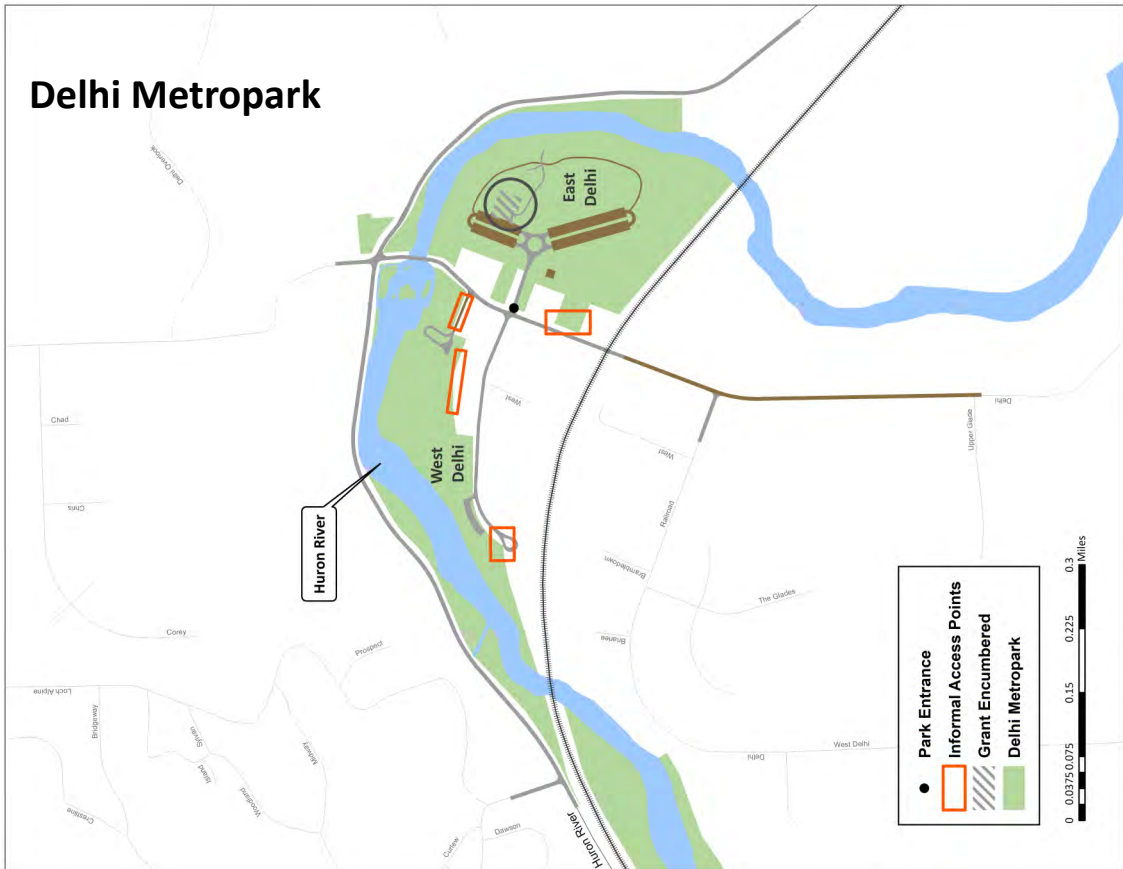 Delhi Metropark
Delhi Overlook
East
Delhi
West
Delhi
Huron River
Chad
Chris
Corey
Prospect
Loch Alpine
Bridgeway
Sylvan
Island
Woodland
Midway
Crestline
Curlew
Dawson
Huron River
West
West
Railroad
Brambledown
The Glades
Brianlee
Delhi
West Delhi
Upper Glade
Delhi
Park Entrance
Informal Access Points
Grant Encumbered
Delhi Metropark
0 0.0375 0.075 0.15 0.225 0.3
Miles